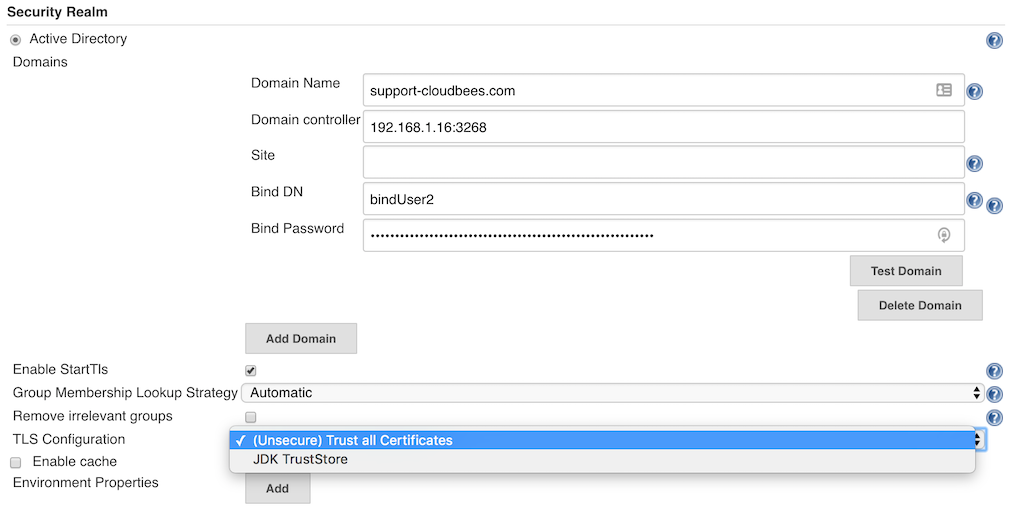 Security Realm
Active Directory
Domains
Domain Name
support-cloudbees.com
Domain controller
192.168.1.16:3268
Site
Bind DN
bindUser2
Bind Password
Test Domain
Delete Domain
Add Domain
Enable StartTls
Group Membership Lookup Strategy
Automatic
Remove irrelevant groups
TLS Configuration
✓ (Unsecure) Trust all Certificates
JDK TrustStore
Enable cache
Environment Properties
Add